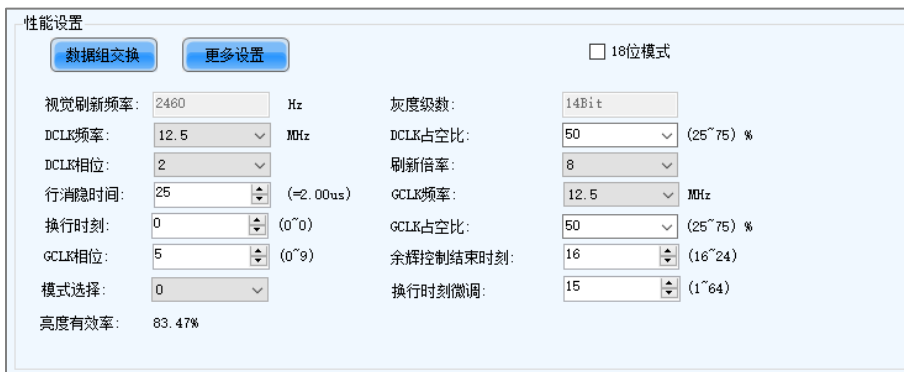 性能设置
数据组交换 更多设置 18位模式
视觉刷新频率: 2460 Hz 灰度级数: 14Bit
DCLK频率: 12.5 MHz DCLK占空比: 50 (25~75) %
DCLK相位: 2 刷新倍率: 8
行消隐时间: 25 (=2.00us) GCLK频率: 12.5 MHz
换行时刻: 0 (0~0) GCLK占空比: 50 (25~75) %
GCLK相位: 5 (0~9) 余辉控制结束时刻: 16 (16~24)
模式选择: 0 换行时刻微调: 15 (1~64)
亮度有效率: 83.47%